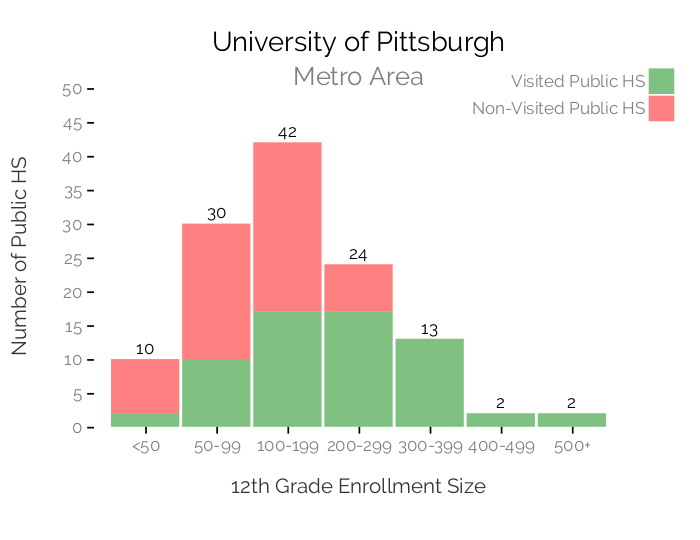 University of Pittsburgh
Metro Area
Visited Public HS
Non-Visited Public HS
Number of Public HS
50
45
40
35
30
25
20
15
10
5
0
10
30
42
24
13
2
2
<50 50-99 100-199 200-299 300-399 400-499 500+
12th Grade Enrollment Size